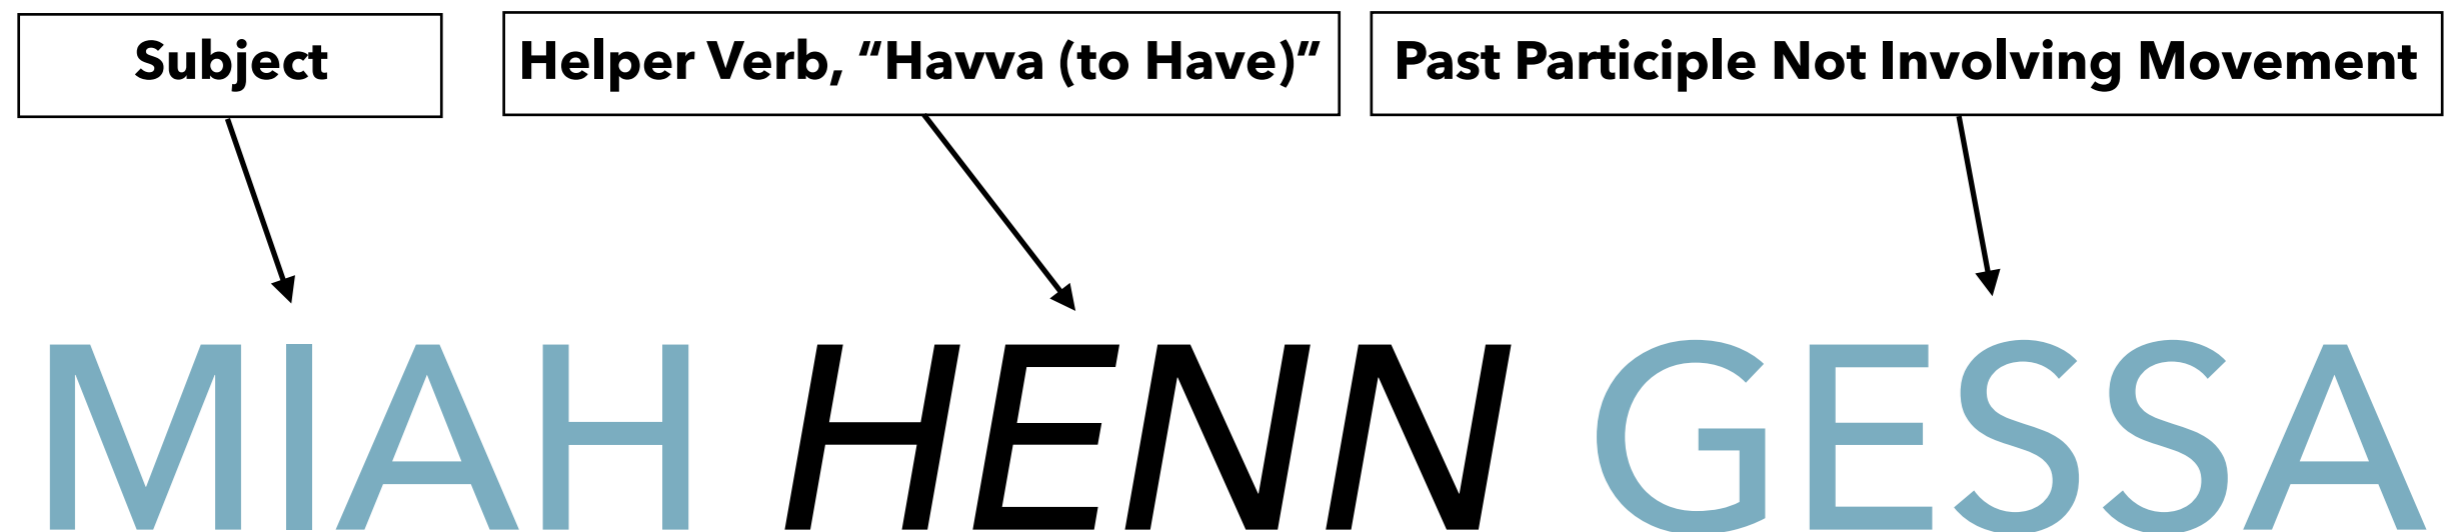 Subject
Helper Verb, “Havva (to Have)”
Past Participle Not Involving Movement
MIAH HENN GESSA